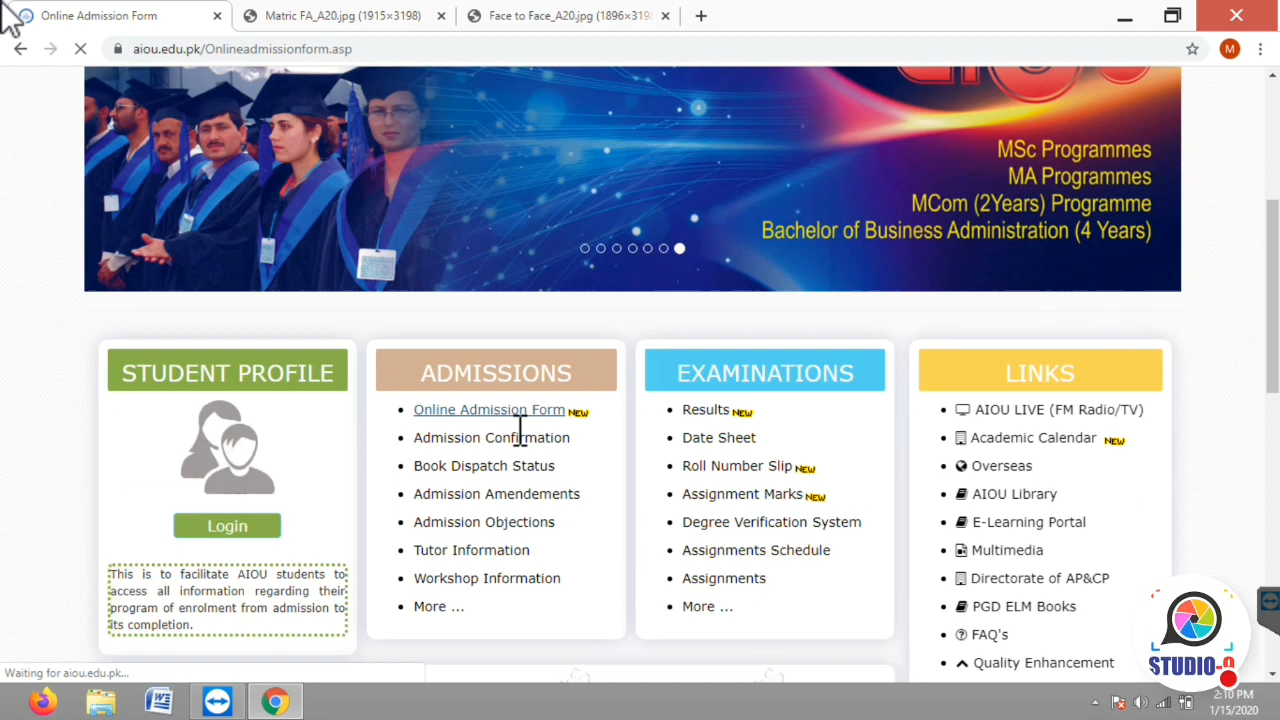 Online Admission Form
Matric FA_A20.jpg (1915×3198)
Face to Face_A20.jpg (1896×319
aiou.edu.pk/Onlineadmissionform.asp
M
MSc Programmes
MA Programmes
MCom (2Years) Programme
Bachelor of Business Administration (4 Years)
STUDENT PROFILE
Login
This is to facilitate AIOU students to
access all information regarding their
program of enrolment from admission to
its completion.
ADMISSIONS
Online Admission Form NEW
Admission Confirmation
Book Dispatch Status
Admission Amendements
Admission Objections
Tutor Information
Workshop Information
More ...
EXAMINATIONS
Results NEW
Date Sheet
Roll Number Slip NEW
Assignment Marks NEW
Degree Verification System
Assignments Schedule
Assignments
More ...
LINKS
AIOU LIVE (FM Radio/TV)
Academic Calendar NEW
Overseas
AIOU Library
E-Learning Portal
Multimedia
Directorate of AP&CP
PGD ELM Books
FAQ's
Quality Enhancement
STUDIO-9
Waiting for aiou.edu.pk...
2:10 PM
1/15/2020